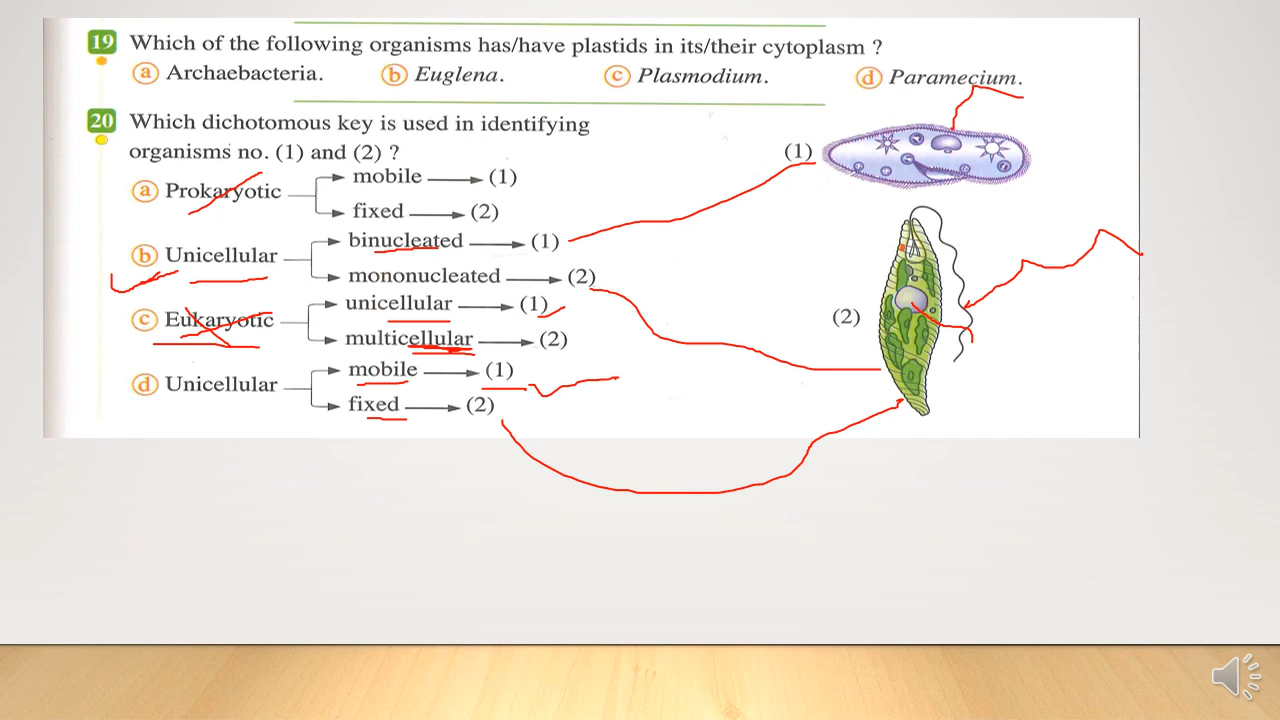 19 Which of the following organisms has/have plastids in its/their cytoplasm ?
a Archaebacteria. b Euglena. c Plasmodium. d Paramecium.
20 Which dichotomous key is used in identifying
organisms no. (1) and (2) ?
a Prokaryotic
mobile (1)
fixed (2)
b Unicellular
binucleated (1)
mononucleated (2)
c Eukaryotic
unicellular (1)
multicellular (2)
d Unicellular
mobile (1)
fixed (2)
(1)
(2)